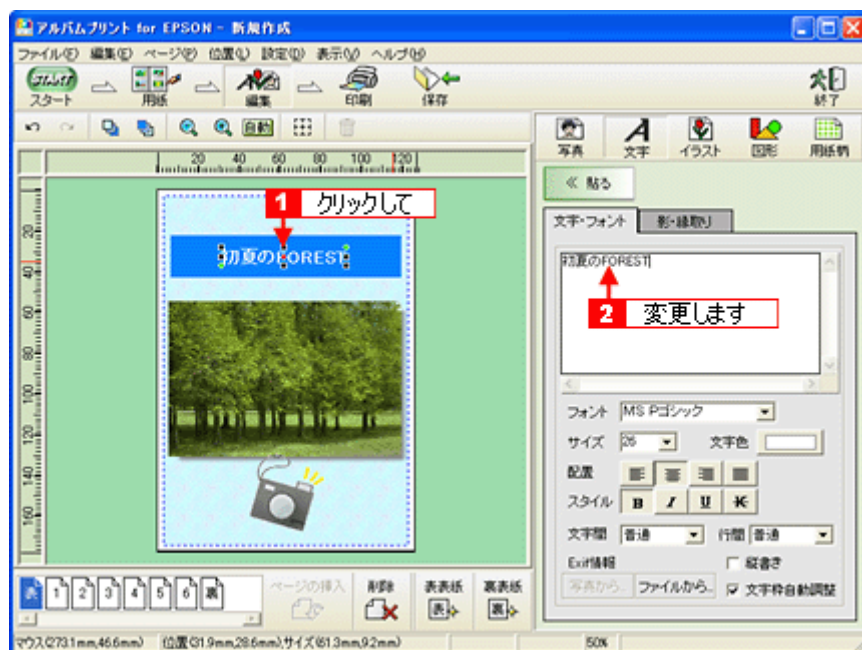 アルバムプリント for EPSON - 新規作成
ファイル(F) 編集(E) ページ(P) 位置(L) 設定(O) 表示(V) ヘルプ(H)
スタート 用紙 編集 印刷 保存 終了
自動
写真 文字 イラスト 図形 用紙柄
20 40 60 80 100 120
≪ 貼る
1 クリックして
文字・フォント 影・縁取り
初夏のFOREST
初夏のFOREST
2 変更します
20
40
60
80
100
120
140
160
フォント MS Pゴシック
サイズ 26 文字色
配置
スタイル B I U K
文字間 普通 行間 普通
Exif情報 縦書き
写真から.. ファイルから.. 文字枠自動調整
表 1 2 3 4 5 6 裏
ページの挿入 削除 表表紙 裏表紙
表 裏
マウス(273.1mm,46.6mm) 位置(31.9mm,28.6mm),サイズ(61.3mm,9.2mm) 50%